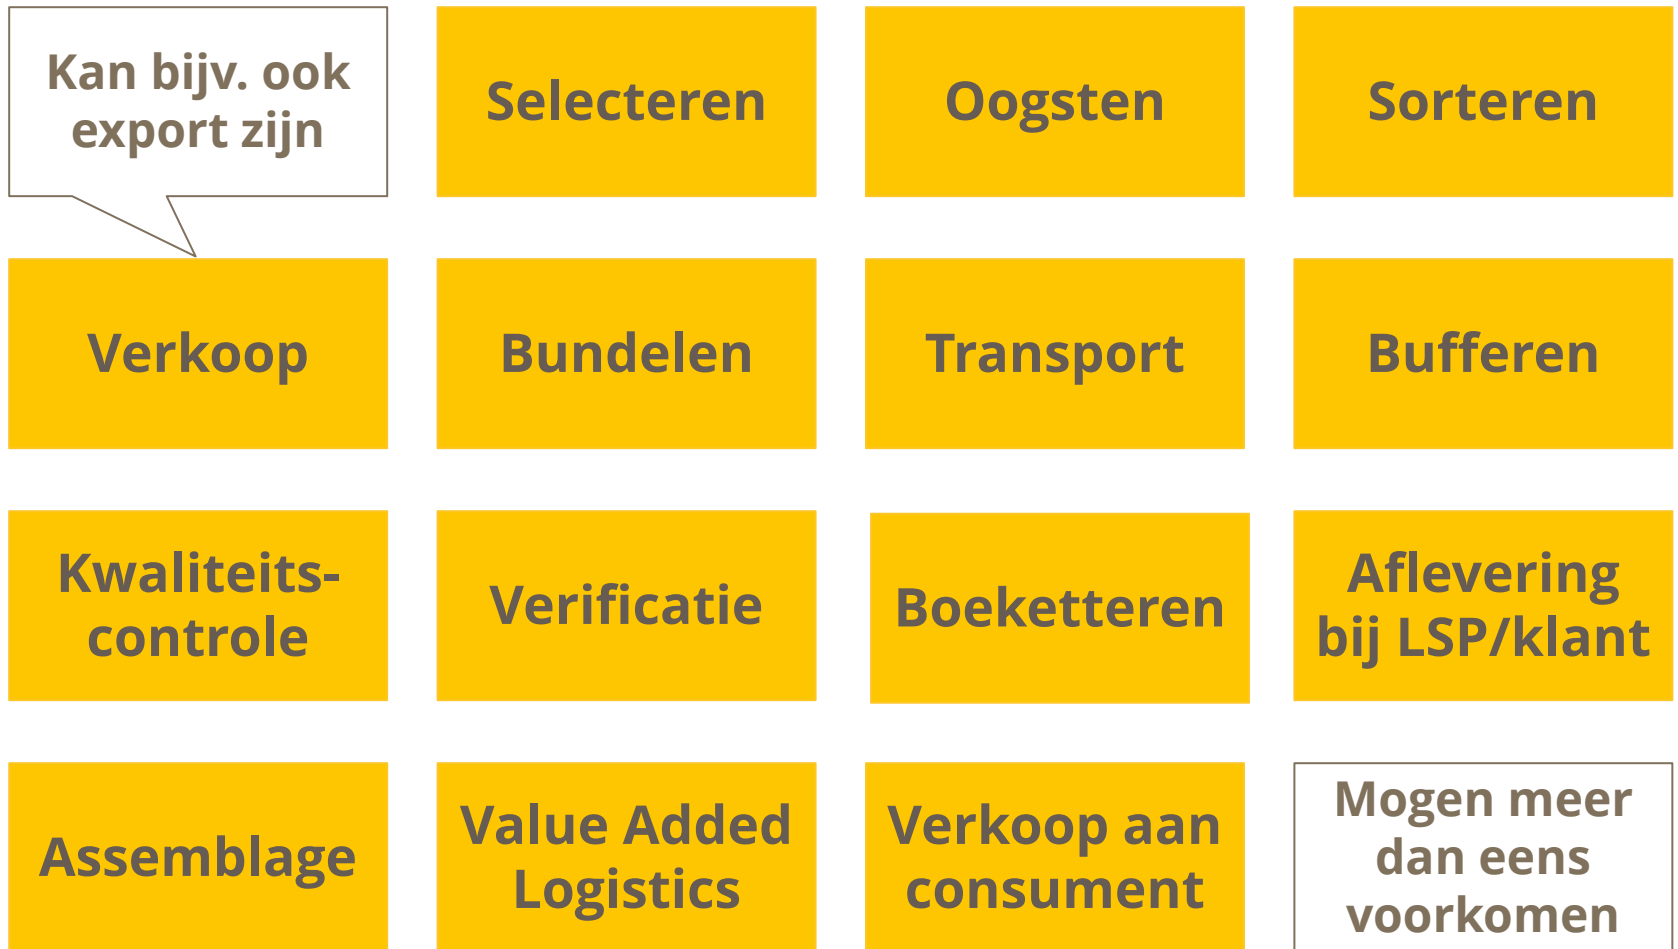 Kan bijv. ook
export zijn
Selecteren
Oogsten
Sorteren
Verkoop
Bundelen
Transport
Bufferen
Kwaliteits-
controle
Verificatie
Boeketteren
Aflevering
bij LSP/klant
Assemblage
Value Added
Logistics
Verkoop aan
consument
Mogen meer
dan eens
voorkomen